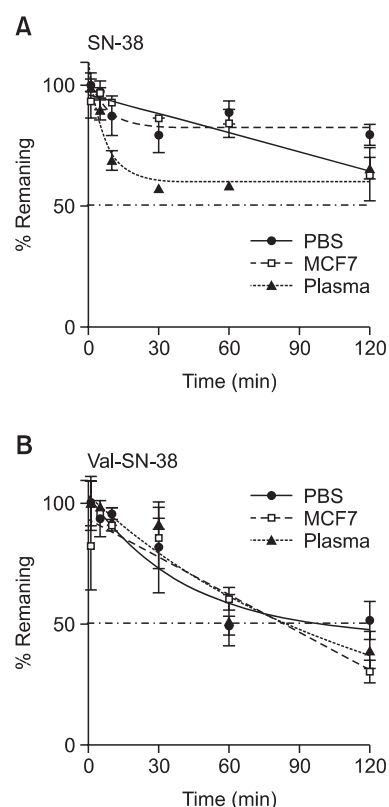 A
SN-38
100
50
0
% Remaning
PBS
MCF7
Plasma
0 30 60 90 120
Time (min)
B
Val-SN-38
100
50
0
% Remaning
PBS
MCF7
Plasma
0 30 60 90 120
Time (min)